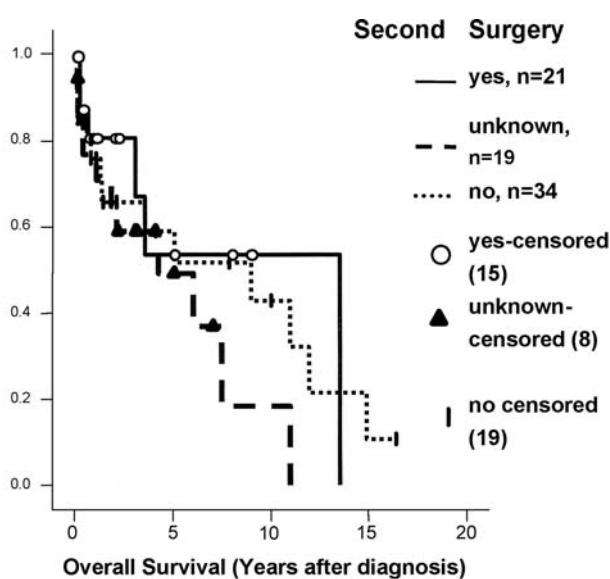 Second Surgery
yes, n=21
unknown,
n=19
no, n=34
yes-censored
(15)
unknown-
censored (8)
no censored
(19)
1.0
0.8
0.6
0.4
0.2
0.0
0 5 10 15 20
Overall Survival (Years after diagnosis)